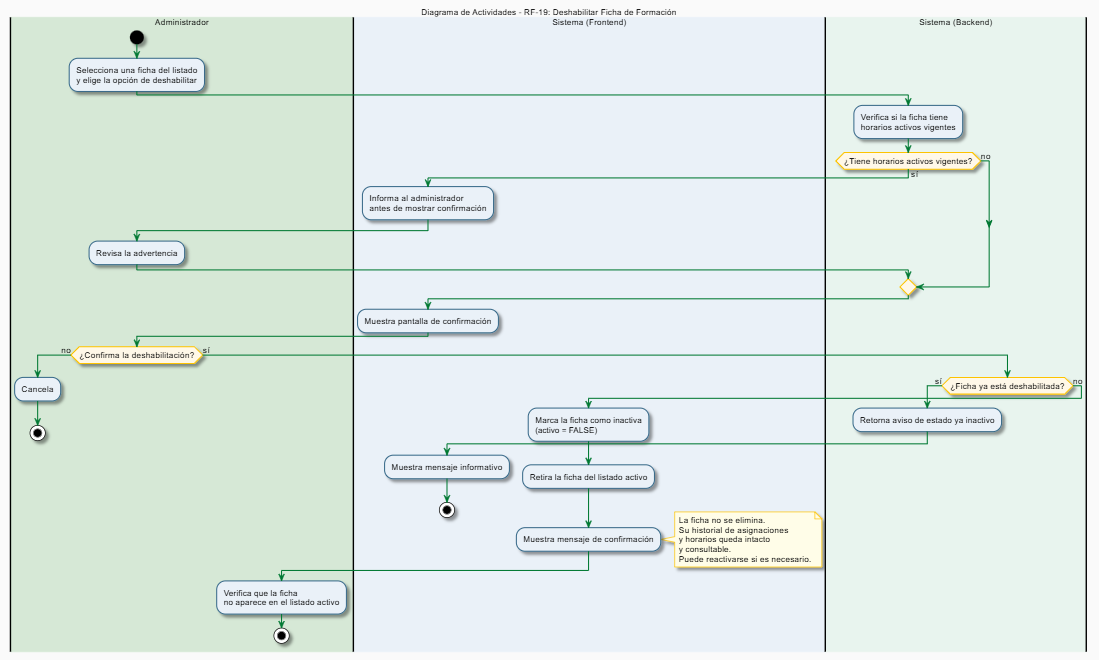 Diagrama de Actividades - RF-19: Deshabilitar Ficha de Formación
Administrador
Sistema (Frontend)
Sistema (Backend)
Selecciona una ficha del listado
y elige la opción de deshabilitar
Verifica si la ficha tiene
horarios activos vigentes
¿Tiene horarios activos vigentes?
no
sí
Informa al administrador
antes de mostrar confirmación
Revisa la advertencia
Muestra pantalla de confirmación
no
¿Confirma la deshabilitación?
sí
Cancela
sí
¿Ficha ya está deshabilitada?
no
Marca la ficha como inactiva
(activo = FALSE)
Retorna aviso de estado ya inactivo
Muestra mensaje informativo
Retira la ficha del listado activo
Muestra mensaje de confirmación
La ficha no se elimina.
Su historial de asignaciones
y horarios queda intacto
y consultable.
Puede reactivarse si es necesario.
Verifica que la ficha
no aparece en el listado activo